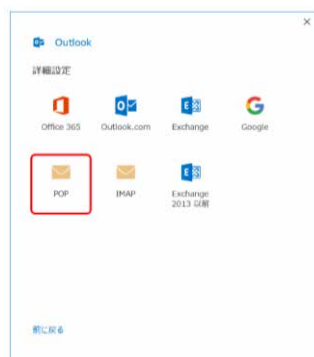 Outlook
詳細設定
Office 365
Outlook.com
Exchange
Google
POP
IMAP
Exchange
2013 以前
前に戻る